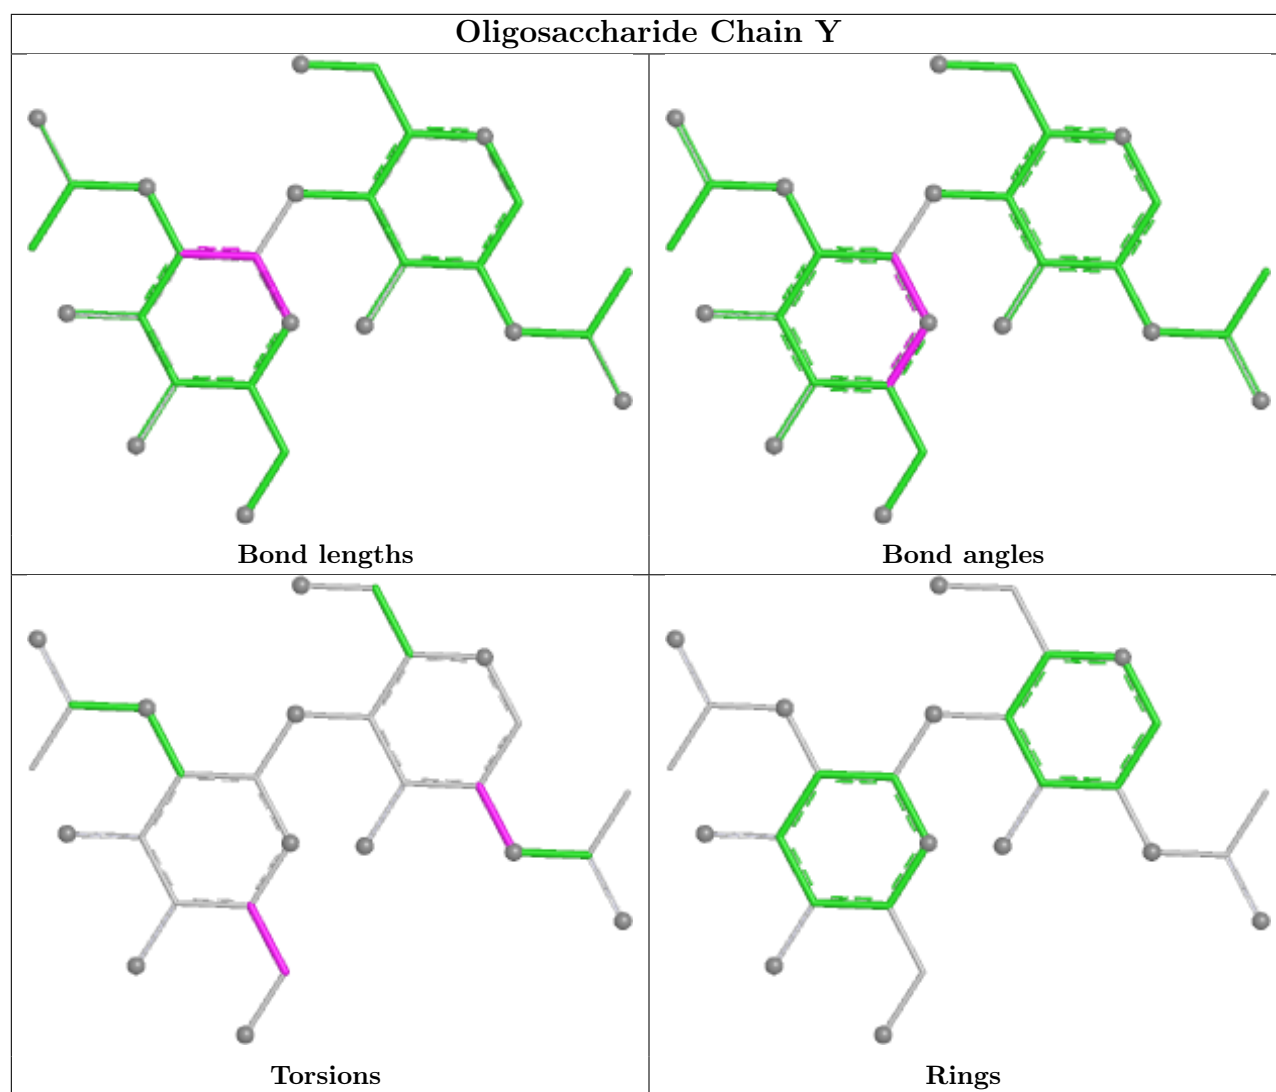 Oligosaccharide Chain Y
Bond lengths
Bond angles
Torsions
Rings